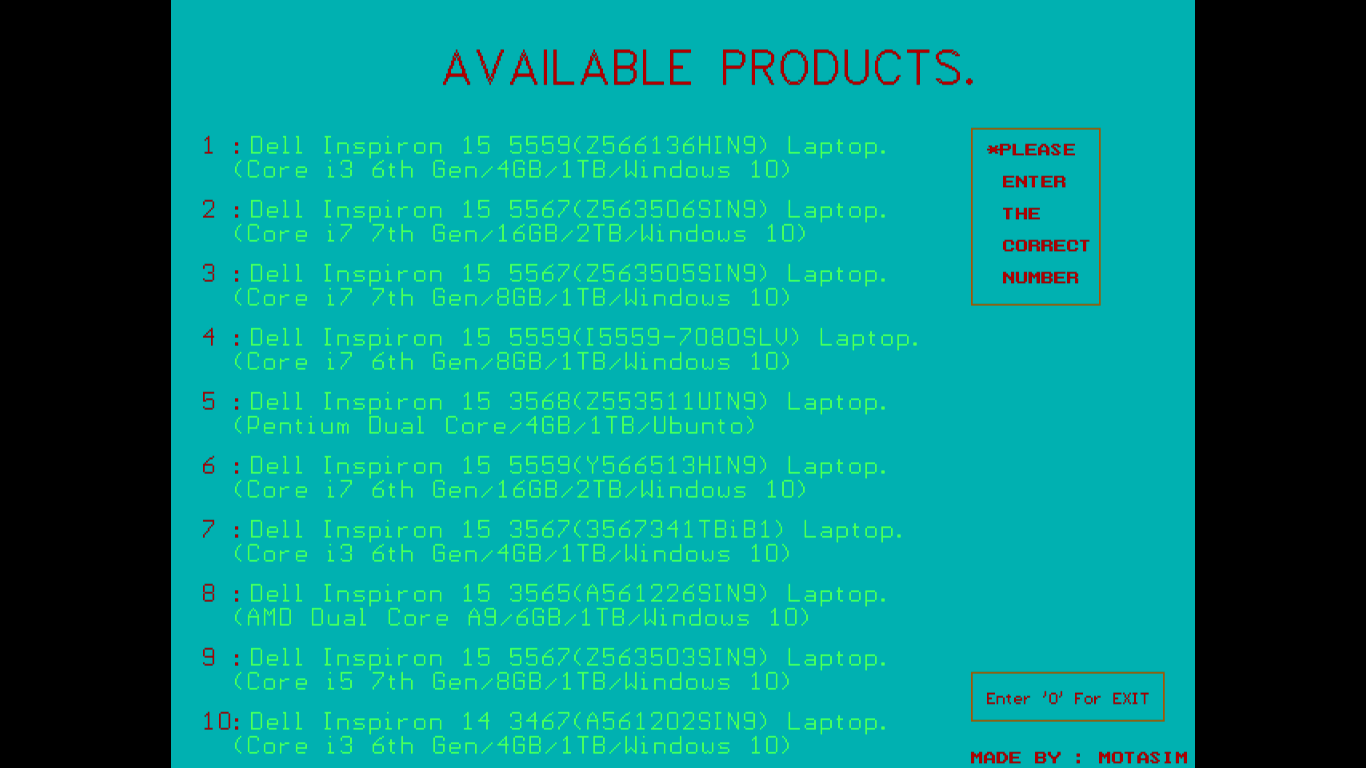 AVAILABLE PRODUCTS.
1 :Dell Inspiron 15 5559(Z566136HIN9) Laptop.
(Core i3 6th Gen/4GB/1TB/Windows 10)
2 :Dell Inspiron 15 5567(Z563506SIN9) Laptop.
(Core i7 7th Gen/16GB/2TB/Windows 10)
3 :Dell Inspiron 15 5567(Z563505SIN9) Laptop.
(Core i7 7th Gen/8GB/1TB/Windows 10)
4 :Dell Inspiron 15 5559(I5559-7080SLV) Laptop.
(Core i7 6th Gen/8GB/1TB/Windows 10)
5 :Dell Inspiron 15 3568(Z553511UIN9) Laptop.
(Pentium Dual Core/4GB/1TB/Ubunto)
6 :Dell Inspiron 15 5559(Y566513HIN9) Laptop.
(Core i7 6th Gen/16GB/2TB/Windows 10)
7 :Dell Inspiron 15 3567(3567341TBiB1) Laptop.
(Core i3 6th Gen/4GB/1TB/Windows 10)
8 :Dell Inspiron 15 3565(A561226SIN9) Laptop.
(AMD Dual Core A9/6GB/1TB/Windows 10)
9 :Dell Inspiron 15 5567(Z563503SIN9) Laptop.
(Core i5 7th Gen/8GB/1TB/Windows 10)
10:Dell Inspiron 14 3467(A561202SIN9) Laptop.
(Core i3 6th Gen/4GB/1TB/Windows 10)
*PLEASE
ENTER
THE
CORRECT
NUMBER
Enter '0' For EXIT
MADE BY : MOTASIM